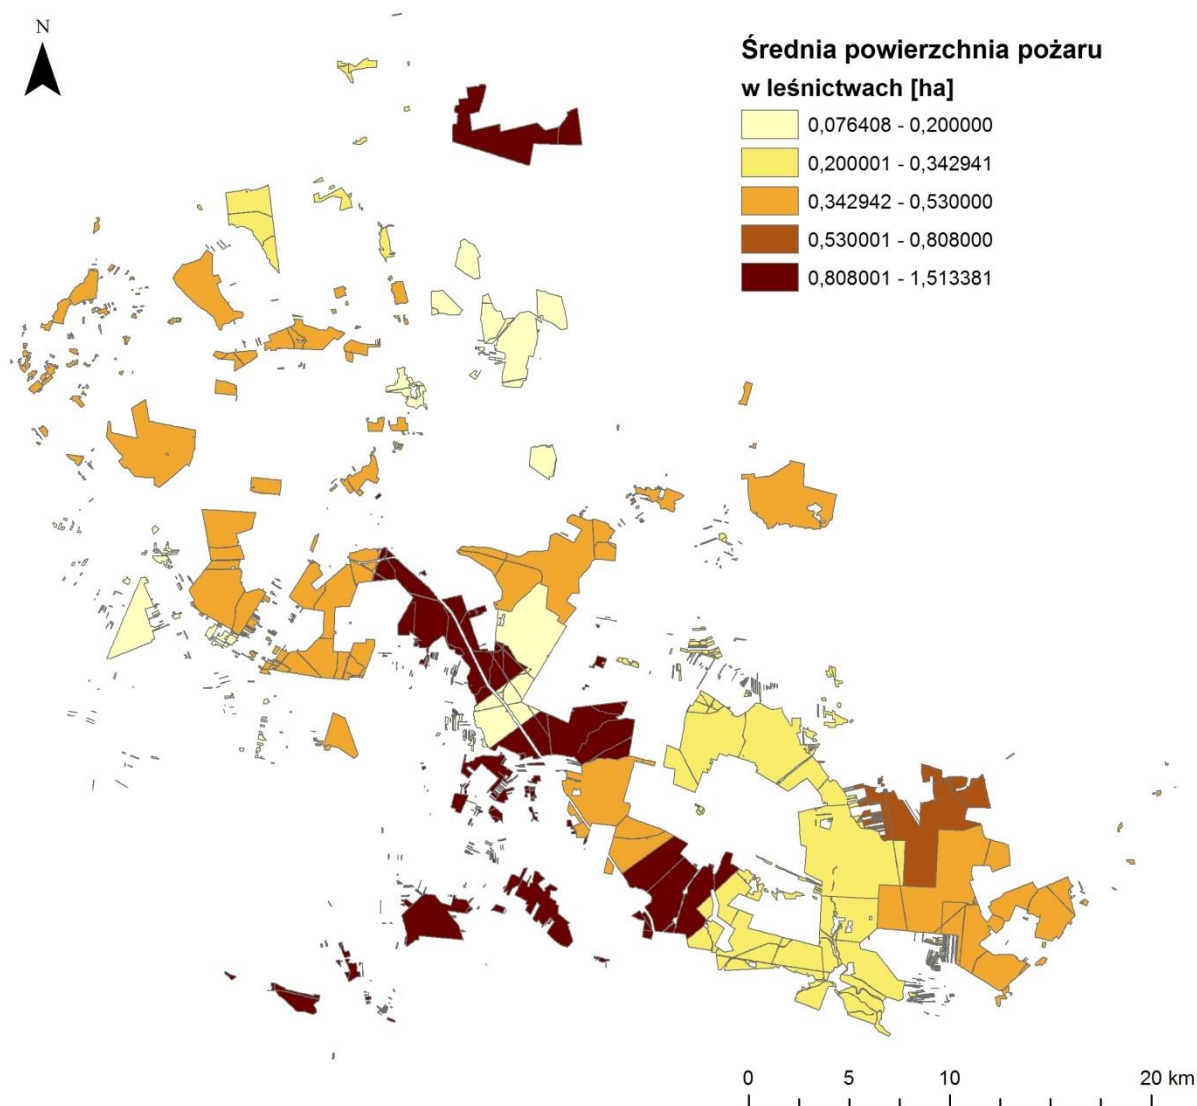 N
Średnia powierzchnia pożaru
w leśnictwach [ha]
0,076408 - 0,200000
0,200001 - 0,342941
0,342942 - 0,530000
0,530001 - 0,808000
0,808001 - 1,513381
0 5 10 20 km